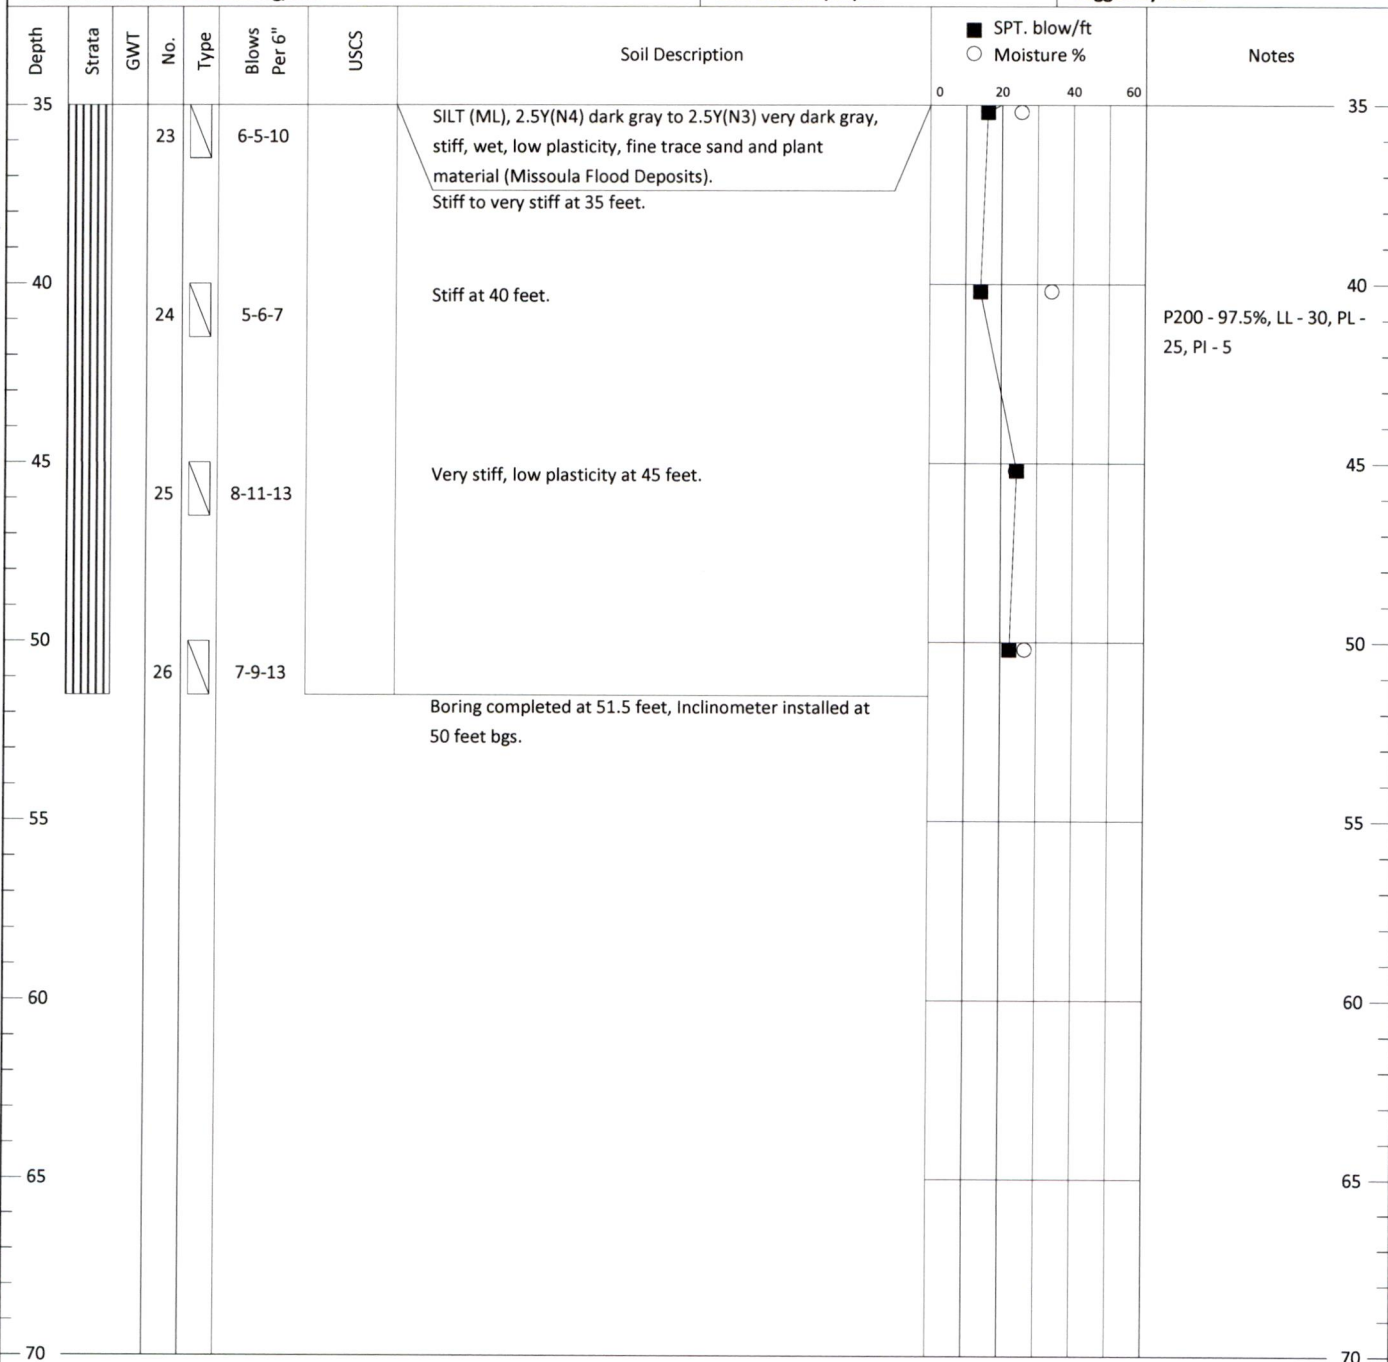 Depth
Strata
GWT
No.
Type
Blows
Per 6"
USCS
Soil Description
SPT. blow/ft
Moisture %
Notes
0 20 40 60
35
SILT (ML), 2.5Y(N4) dark gray to 2.5Y(N3) very dark gray,
35
23 6-5-10
stiff, wet, low plasticity, fine trace sand and plant
material (Missoula Flood Deposits).
Stiff to very stiff at 35 feet.
40
Stiff at 40 feet.
40
24 5-6-7
P200 - 97.5%, LL - 30, PL -
25, PI - 5
45
Very stiff, low plasticity at 45 feet.
45
25 8-11-13
50
50
26 7-9-13
Boring completed at 51.5 feet, Inclinometer installed at
50 feet bgs.
55
55
60
60
65
65
70
70